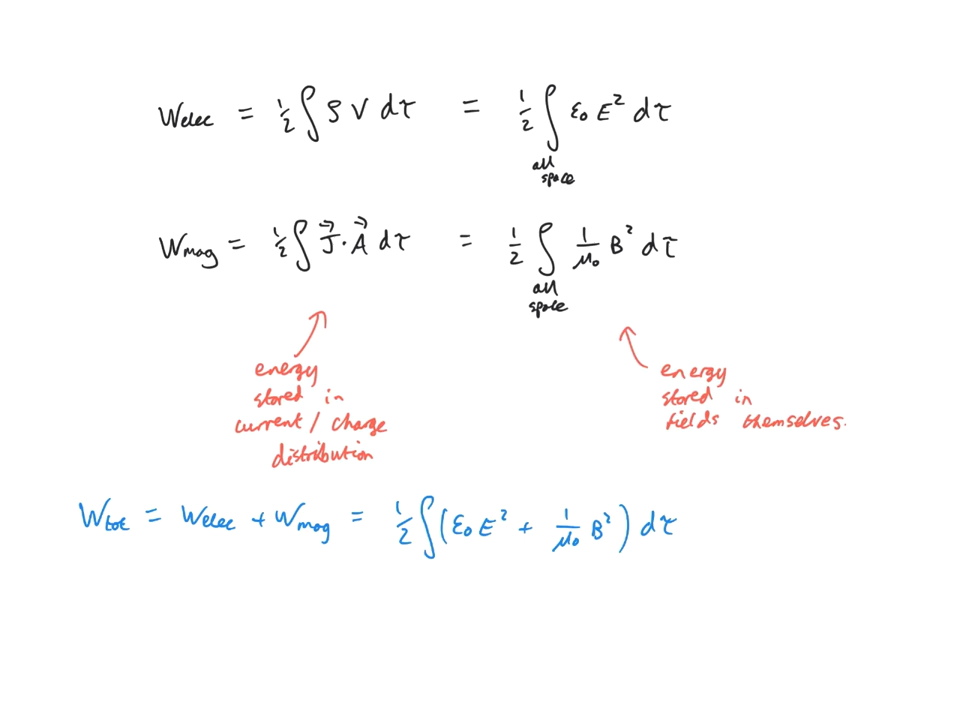 Welec = ½ ∫ ρ V dτ = ½ ∫ ε₀ E² dτ
all
space
Wmag = ½ ∫ J⃗ · A⃗ dτ = ½ ∫ 1/μ₀ B² dτ
all
space
energy
stored in
current / charge
distribution
energy
stored in
fields themselves.
Wtot = Welec + Wmag = ½ ∫ (ε₀ E² + 1/μ₀ B²) dτ